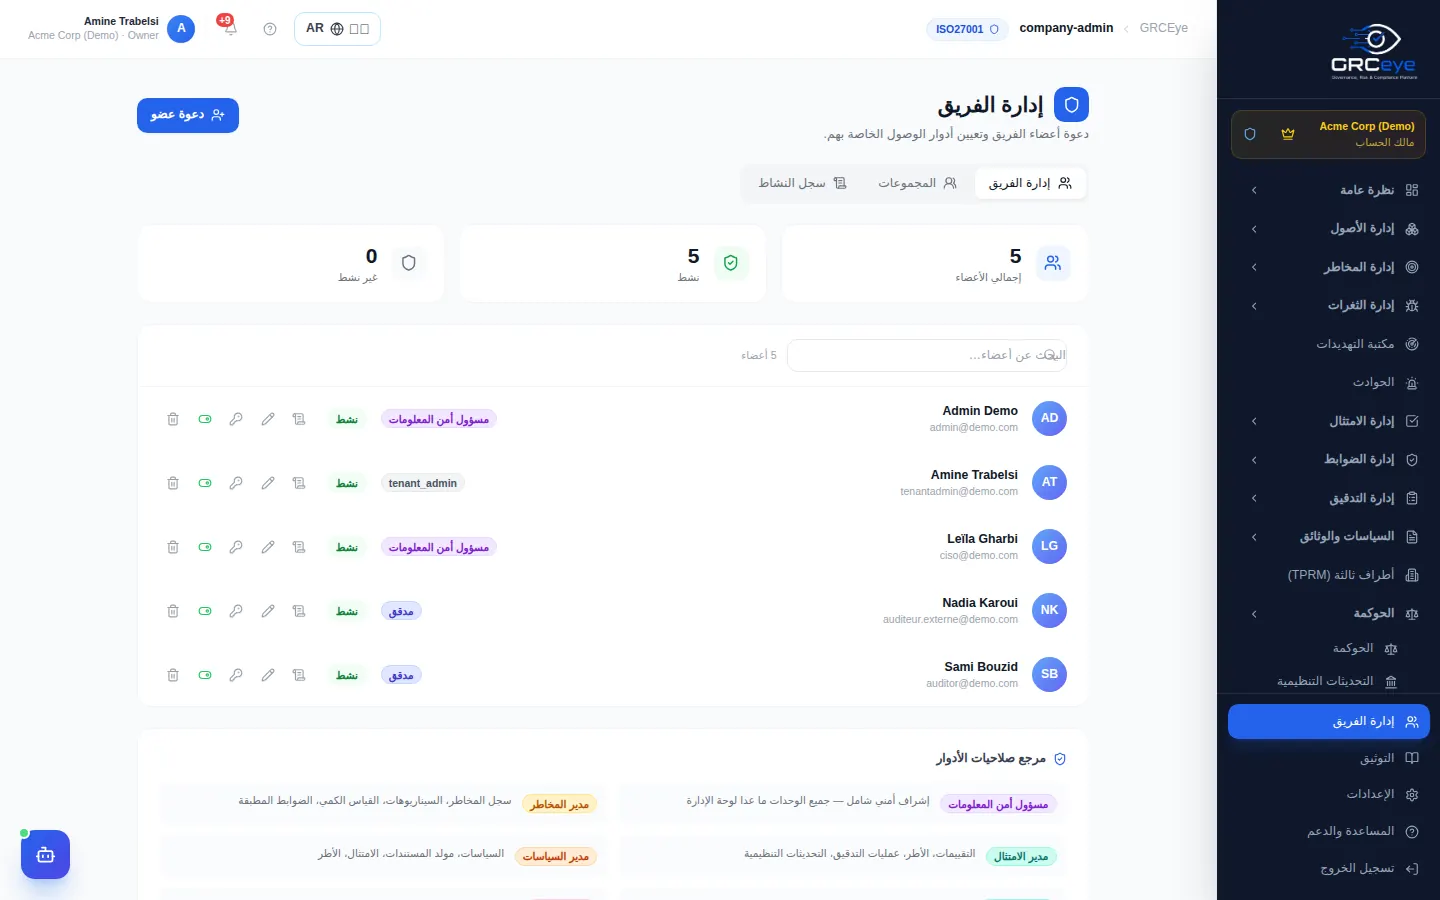 GRCeye
Governance, Risk & Compliance Platform
Acme Corp (Demo)
مالك الحساب
نظرة عامة
إدارة الأصول
إدارة المخاطر
إدارة الثغرات
مكتبة التهديدات
الحوادث
إدارة الامتثال
إدارة الضوابط
إدارة التدقيق
السياسات والوثائق
أطراف ثالثة (TPRM)
الحوكمة
الحوكمة
التحديثات التنظيمية
إدارة الفريق
التوثيق
الإعدادات
المساعدة والدعم
تسجيل الخروج
GRCEye
company-admin
ISO27001
AR
9+
Amine Trabelsi
Acme Corp (Demo) · Owner
A
إدارة الفريق
دعوة أعضاء الفريق وتعيين أدوار الوصول الخاصة بهم.
دعوة عضو
إدارة الفريق
المجموعات
سجل النشاط
5
إجمالي الأعضاء
5
نشط
0
غير نشط
البحث عن أعضاء...
5 أعضاء
AD
Admin Demo
admin@demo.com
مسؤول أمن المعلومات
نشط
AT
Amine Trabelsi
tenantadmin@demo.com
tenant_admin
نشط
LG
Leïla Gharbi
ciso@demo.com
مسؤول أمن المعلومات
نشط
NK
Nadia Karoui
auditeur.externe@demo.com
مدقق
نشط
SB
Sami Bouzid
auditor@demo.com
مدقق
نشط
مرجع صلاحيات الأدوار
مسؤول أمن المعلومات
إشراف أمني شامل — جميع الوحدات ما عدا لوحة الإدارة
مدير المخاطر
سجل المخاطر، السيناريوهات، القياس الكمي، الضوابط المطبقة
مدير الامتثال
التقييمات، الأطر، عمليات التدقيق، التحديثات التنظيمية
مدير السياسات
السياسات، مولد المستندات، الامتثال، الأطر